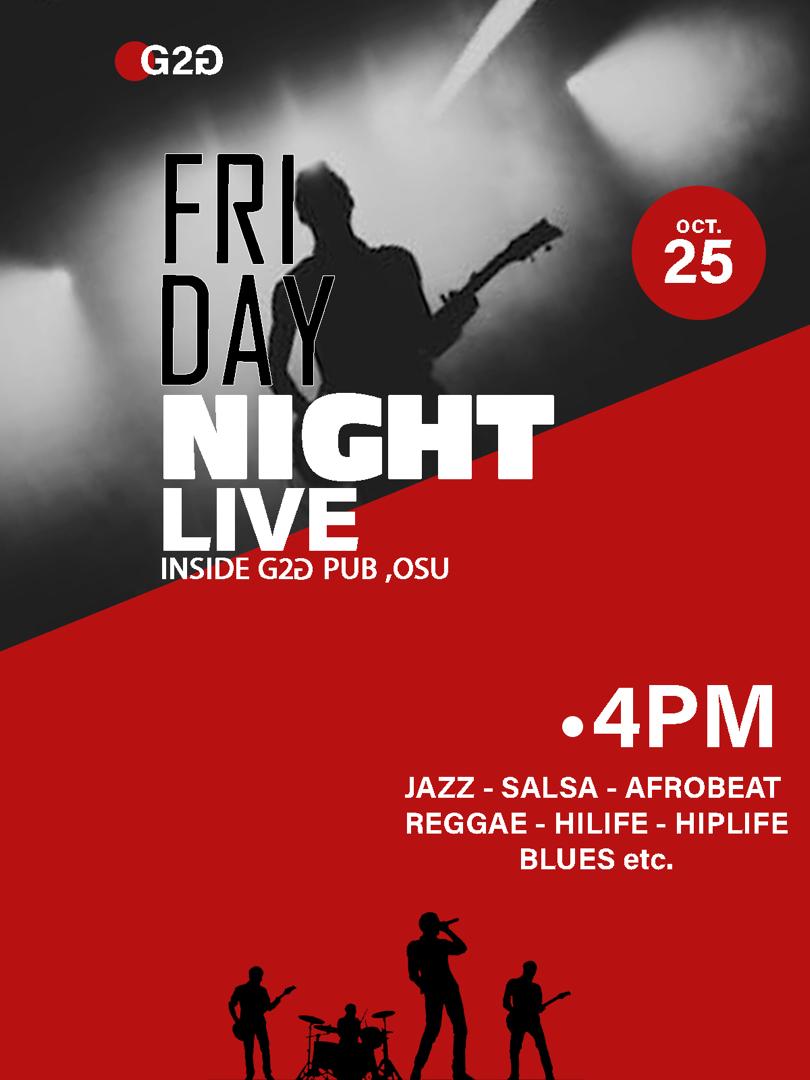 G2G
FRI
DAY
NIGHT
LIVE
INSIDE G2G PUB ,OSU
OCT.
25
•4PM
JAZZ - SALSA - AFROBEAT
REGGAE - HILIFE - HIPLIFE
BLUES etc.